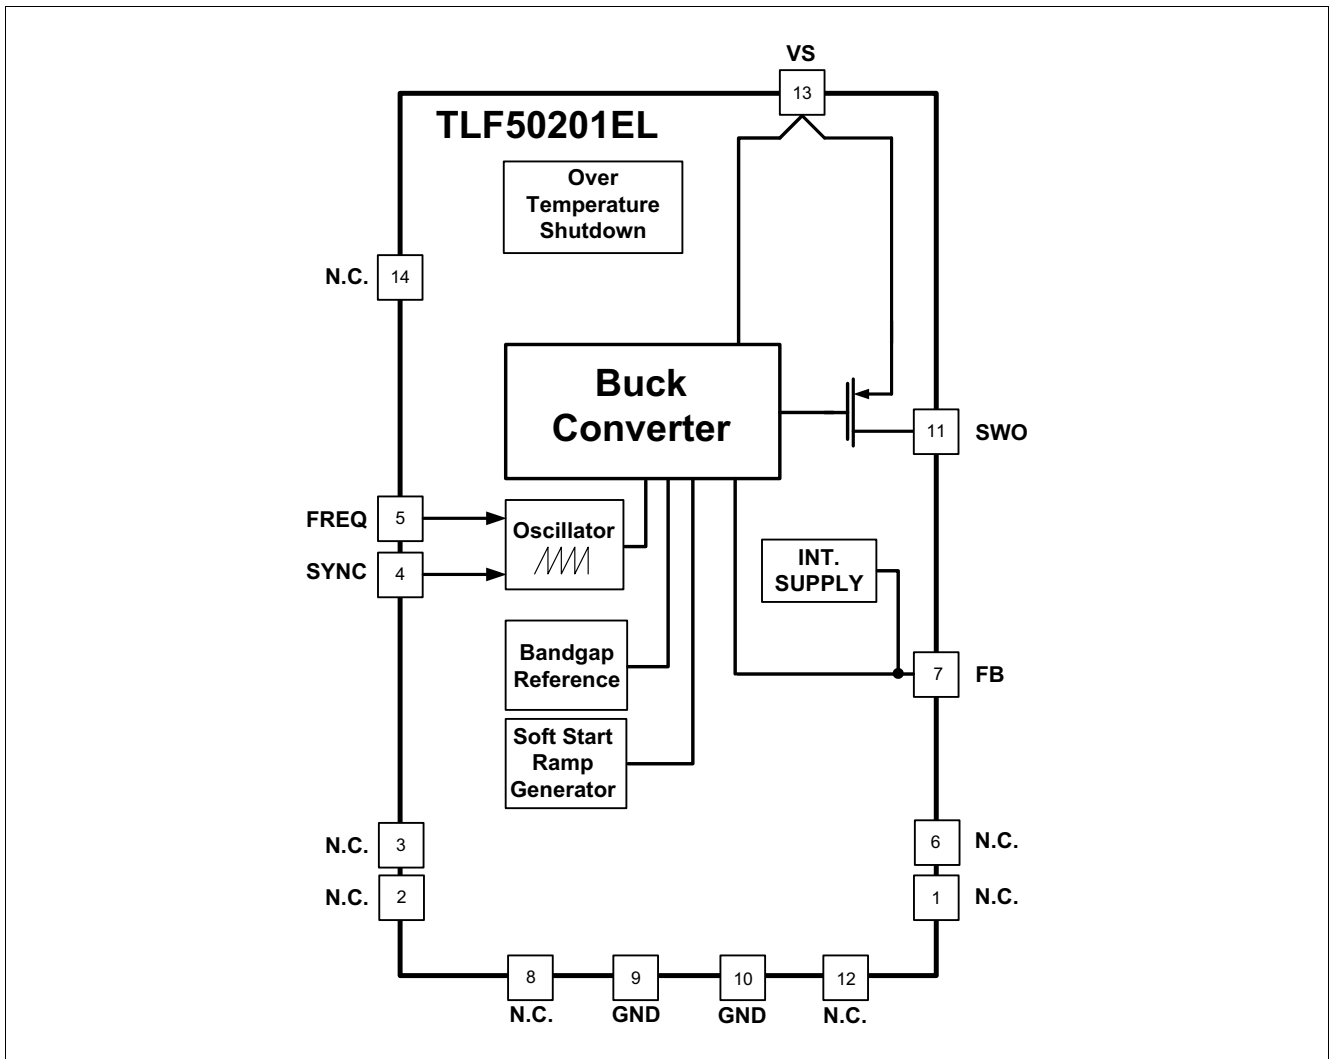 VS
13
TLF50201EL
Over
Temperature
Shutdown
N.C.
14
Buck
Converter
11
SWO
FREQ
5
Oscillator
SYNC
4
INT.
SUPPLY
Bandgap
Reference
7
FB
Soft Start
Ramp
Generator
N.C.
3
6
N.C.
N.C.
2
1
N.C.
8
9
10
12
N.C.
GND
GND
N.C.